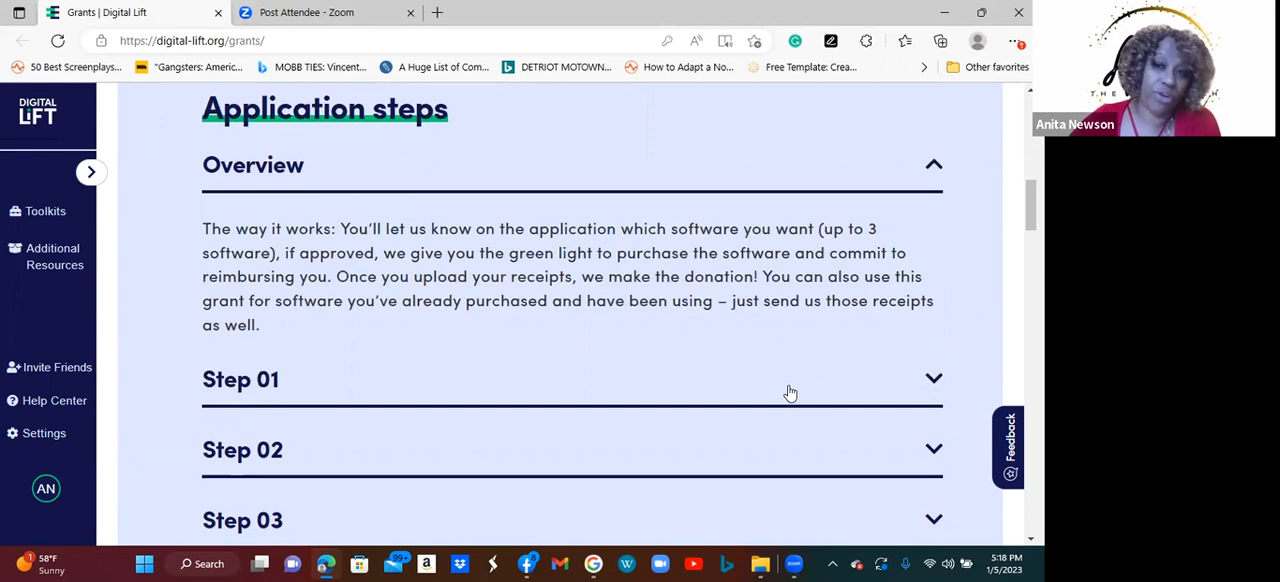 Grants | Digital Lift
Post Attendee - Zoom
https://digital-lift.org/grants/
50 Best Screenplays...
"Gangsters: Americ...
MOBB TIES: Vincent...
A Huge List of Com...
DETRIOT MOTOWN...
How to Adapt a No...
Free Template: Crea...
Other favorites
DIGITAL
LiFT
Toolkits
Additional
Resources
Invite Friends
Help Center
Settings
AN
Application steps
Overview
The way it works: You'll let us know on the application which software you want (up to 3
software), if approved, we give you the green light to purchase the software and commit to
reimbursing you. Once you upload your receipts, we make the donation! You can also use this
grant for software you've already purchased and have been using – just send us those receipts
as well.
Step 01
Step 02
Step 03
Feedback
Anita Newson
1
58°F
Sunny
Search
99+
8
zoom
5:18 PM
1/5/2023